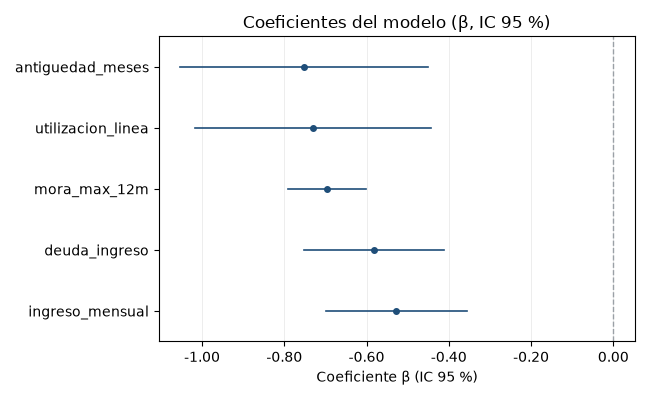 Coeficientes del modelo (β, IC 95 %)
antiguedad_meses
utilizacion_linea
mora_max_12m
deuda_ingreso
ingreso_mensual
-1.00 -0.80 -0.60 -0.40 -0.20 0.00
Coeficiente β (IC 95 %)